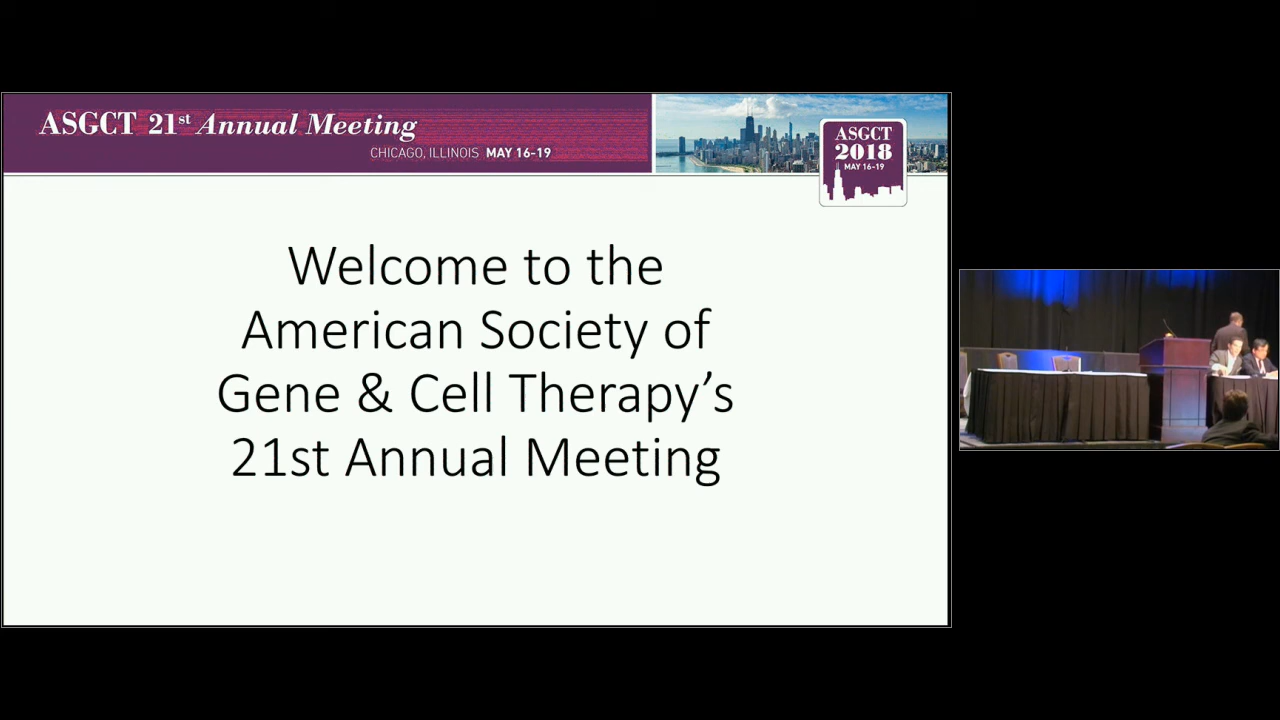 ASGCT 21st Annual Meeting
CHICAGO, ILLINOIS MAY 16-19
ASGCT
2018
MAY 16-19
Welcome to the
American Society of
Gene & Cell Therapy’s
21st Annual Meeting